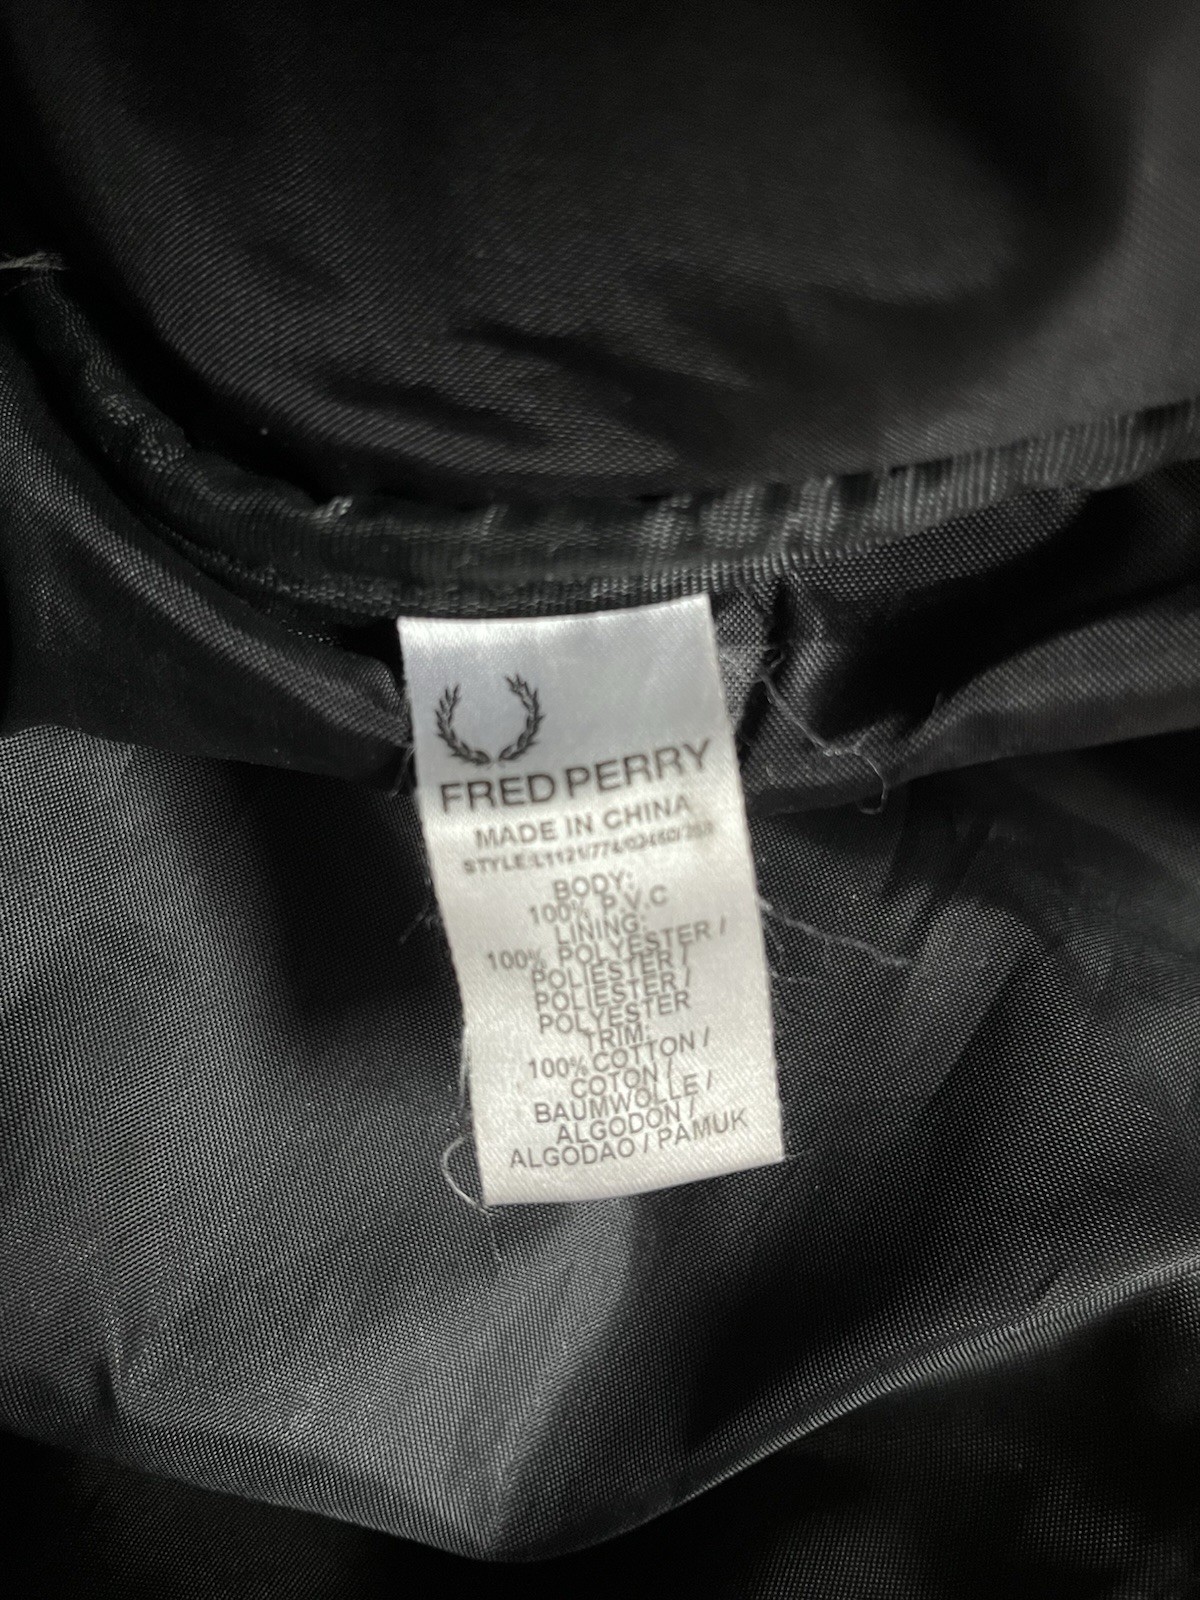 FRED PERRY
MADE IN CHINA
BODY:
100% P.V.C
LINING:
100% POLYESTER /
POLIESTER /
POLIESTER /
POLYESTER
TRIM:
100% COTTON /
COTON /
BAUMWOLLE /
ALGODON /
ALGODAO / PAMUK